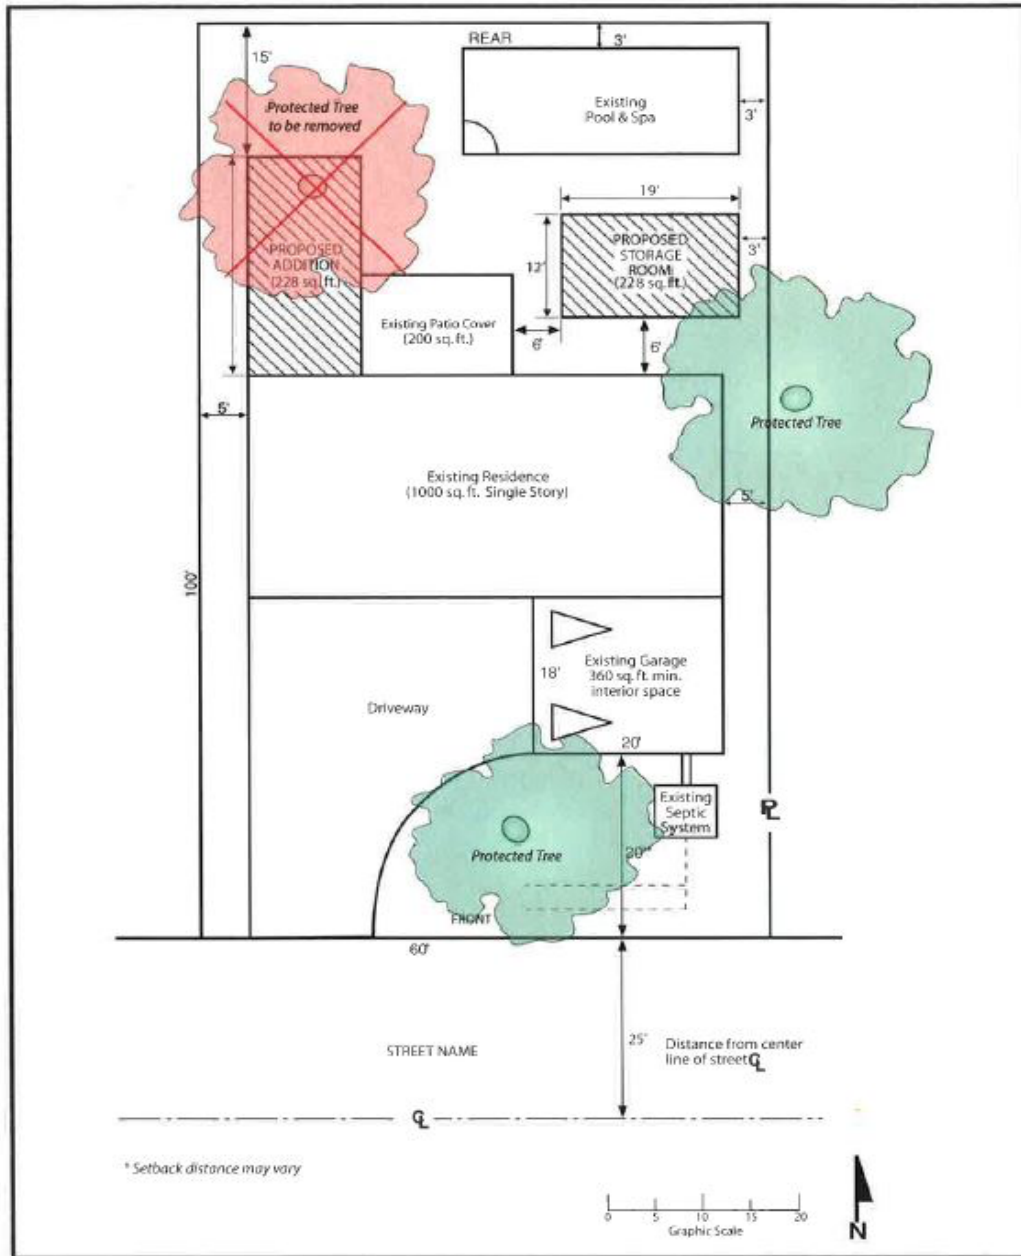 REAR
3'
15'
Protected Tree
to be removed
Existing
Pool & Spa
3'
19'
PROPOSED
STORAGE
ROOM
(228 sq. ft.)
12'
3'
PROPOSED
ADDITION
(228 sq. ft.)
Existing Patio Cover
(200 sq. ft.)
6'
6'
5'
Protected Tree
Existing Residence
(1000 sq. ft. Single Story)
5'
100'
18'
Existing Garage
360 sq. ft. min.
interior space
Driveway
20'
Existing
Septic
System
PL
Protected Tree
20'*
FRONT
60'
STREET NAME
25'
Distance from center
line of street CL
CL
* Setback distance may vary
0 5 10 15 20
Graphic Scale
N